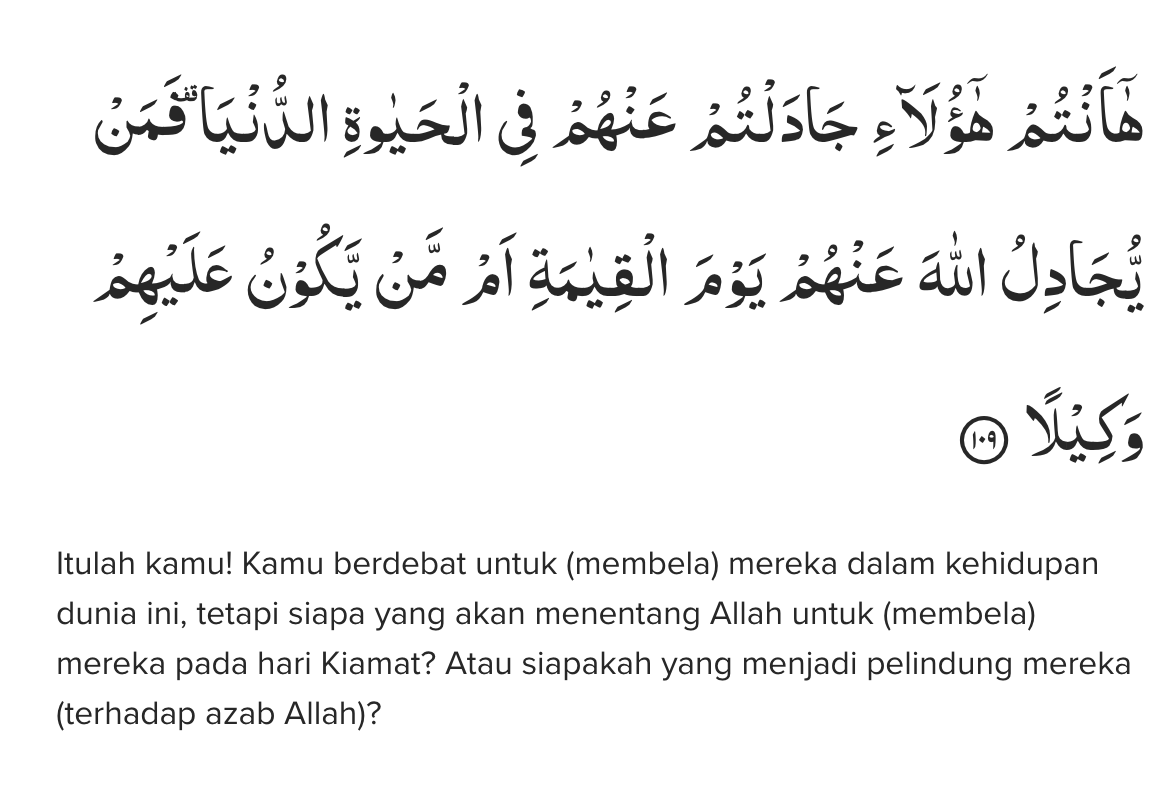 هٰٓاَنْتُمْ هٰٓؤُلَاۤءِ جَادَلْتُمْ عَنْهُمْ فِى الْحَيٰوةِ الدُّنْيَاۗ فَمَنْ
يُّجَادِلُ اللّٰهَ عَنْهُمْ يَوْمَ الْقِيٰمَةِ اَمْ مَّنْ يَّكُوْنُ عَلَيْهِمْ
وَكِيْلًا ١٠٩
Itulah kamu! Kamu berdebat untuk (membela) mereka dalam kehidupan
dunia ini, tetapi siapa yang akan menentang Allah untuk (membela)
mereka pada hari Kiamat? Atau siapakah yang menjadi pelindung mereka
(terhadap azab Allah)?